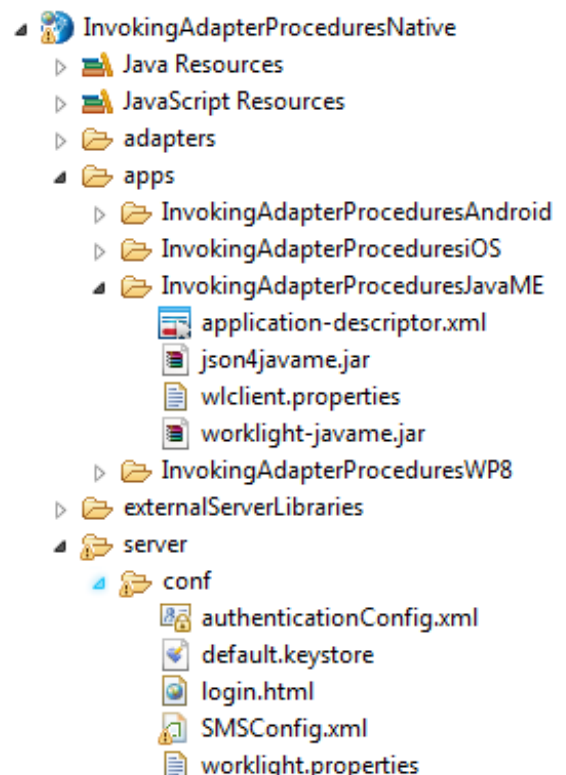 InvokingAdapterProceduresNative
Java Resources
JavaScript Resources
adapters
apps
InvokingAdapterProceduresAndroid
InvokingAdapterProceduresiOS
InvokingAdapterProceduresJavaME
application-descriptor.xml
json4javame.jar
wlclient.properties
worklight-javame.jar
InvokingAdapterProceduresWP8
externalServerLibraries
server
conf
authenticationConfig.xml
default.keystore
login.html
SMSConfig.xml
worklight.properties